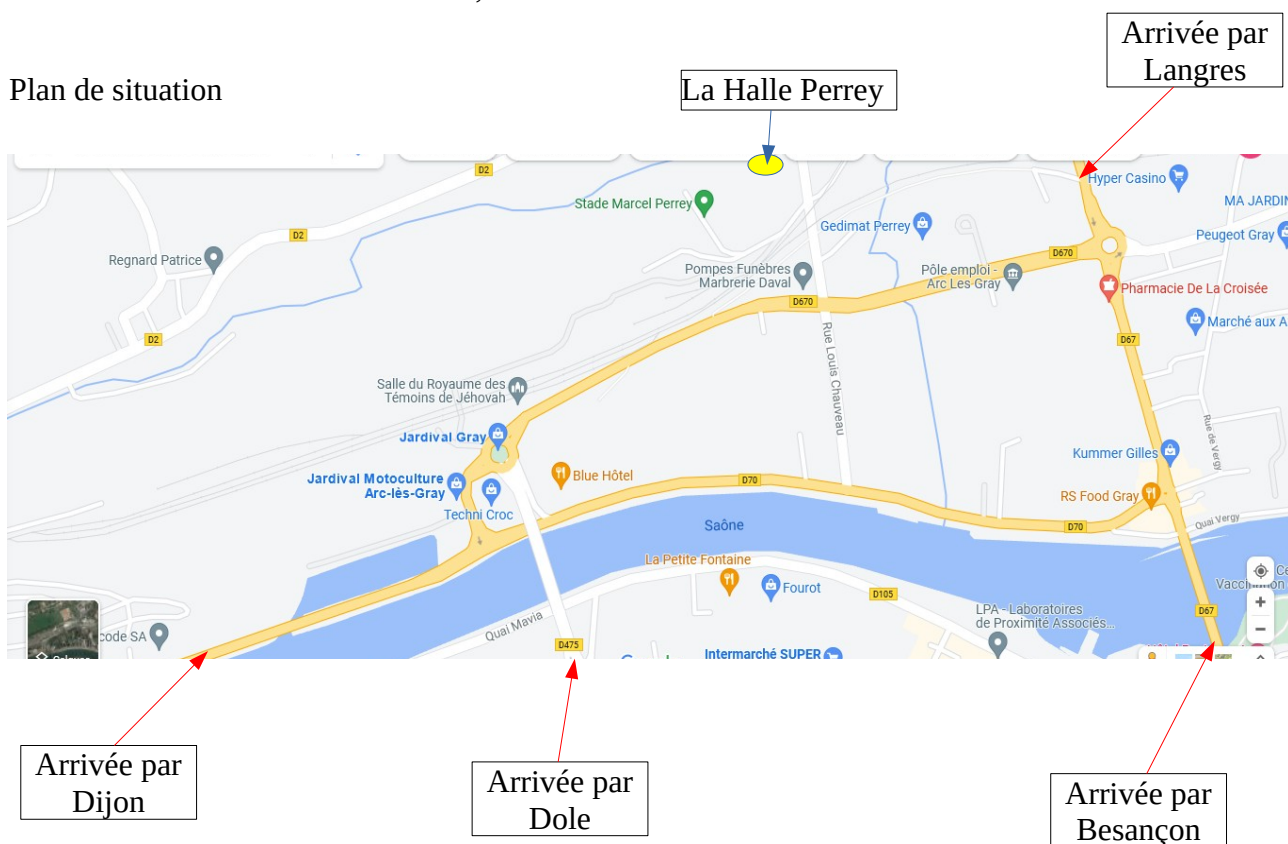 Plan de situation
La Halle Perrey
Arrivée par
Langres
D2
Hyper Casino
Stade Marcel Perrey
MA JARDIN
Gedimat Perrey
Peugeot Gray
D2
Regnard Patrice
D670
Pompes Funèbres
Marbrerie Daval
Pôle emploi -
Arc Les Gray
Pharmacie De La Croisée
D670
Marché aux A
D2
Rue Louis Chauveau
D67
Salle du Royaume des
Témoins de Jéhovah
Jardival Gray
Rue de Vergy
Kummer Gilles
Jardival Motoculture
Arc-lès-Gray
Blue Hôtel
D70
RS Food Gray
Techni Croc
Saône
D70
Quai Vergy
La Petite Fontaine
Fourot
D105
Vacc
LPA - Laboratoires
de Proximité Associés...
D67
Quai Mavia
code SA
D475
Intermarché SUPER
Arrivée par
Dijon
Arrivée par
Dole
Arrivée par
Besançon